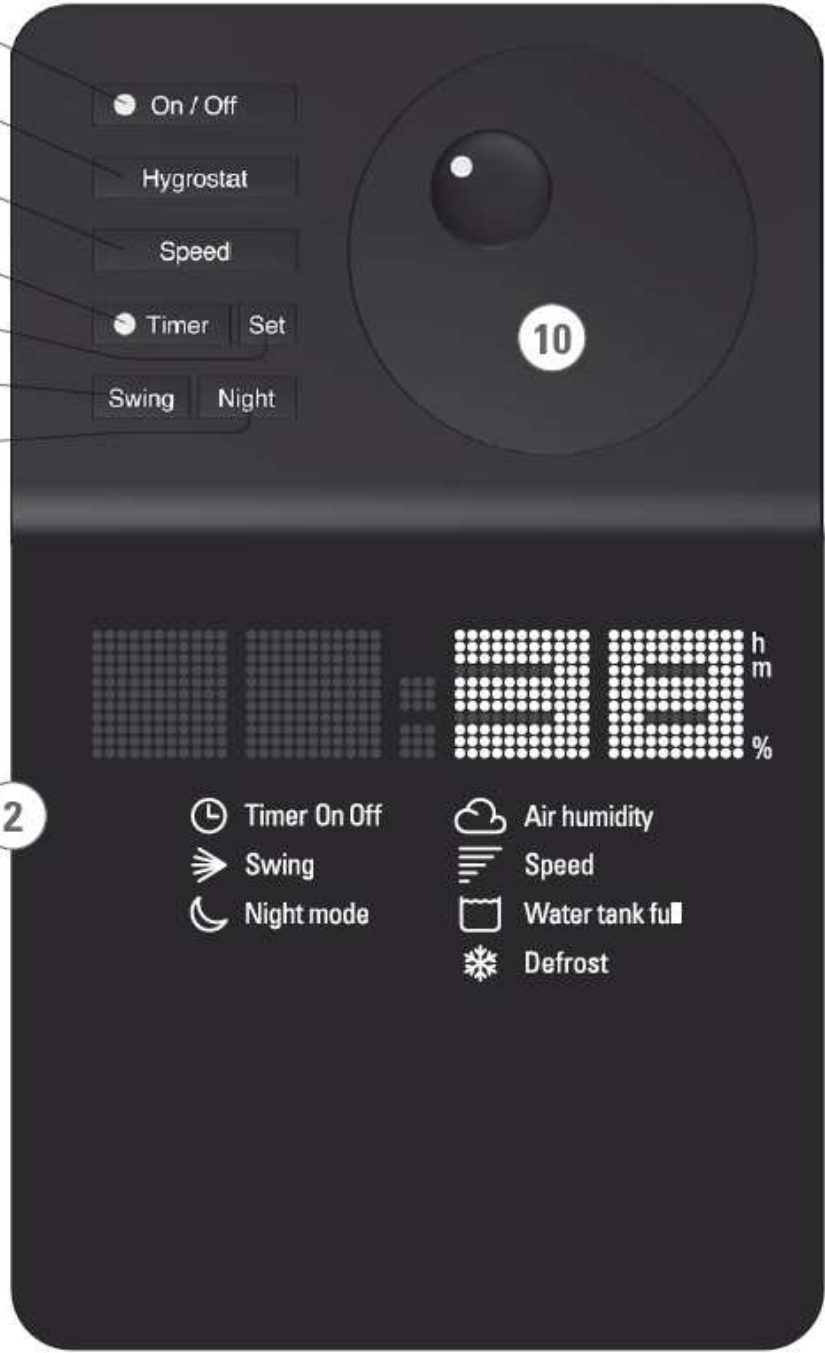 On / Off
Hygrostat
Speed
Timer Set
Swing Night
10
38 h
m
%
2
Timer On Off
Swing
Night mode
Air humidity
Speed
Water tank full
Defrost